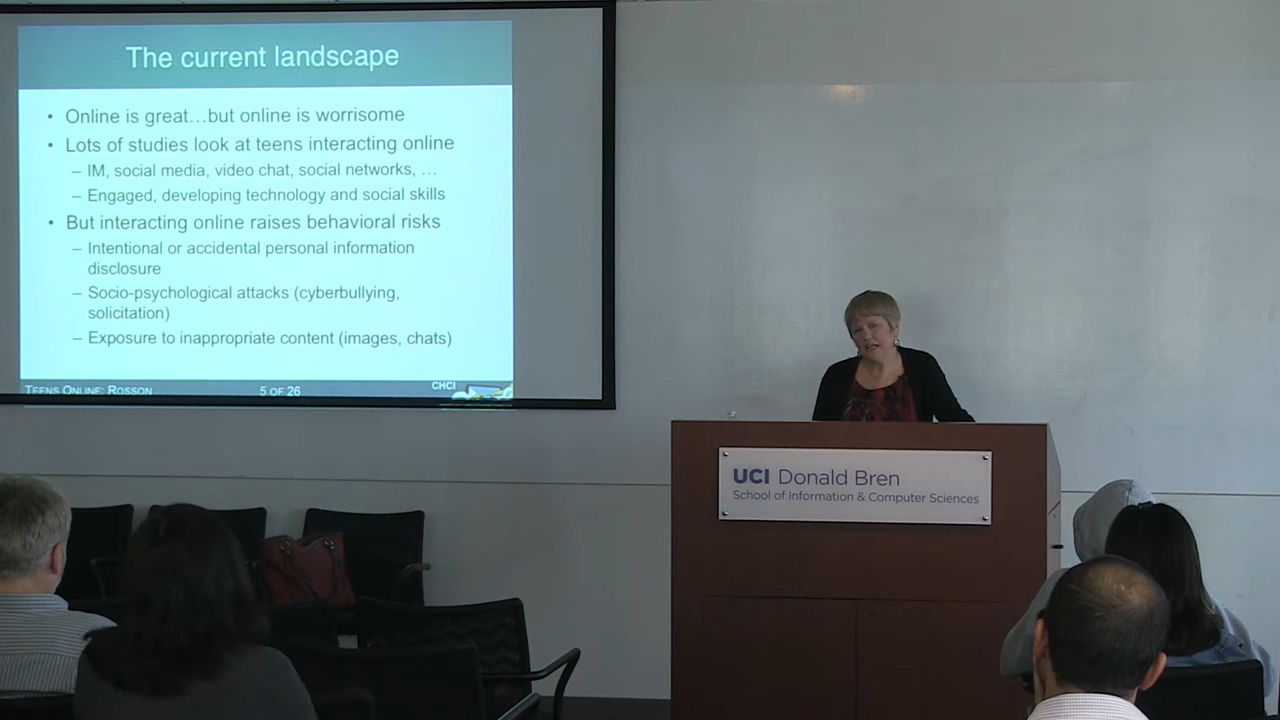 The current landscape
• Online is great...but online is worrisome
• Lots of studies look at teens interacting online
– IM, social media, video chat, social networks, ...
– Engaged, developing technology and social skills
• But interacting online raises behavioral risks
– Intentional or accidental personal information
disclosure
– Socio-psychological attacks (cyberbullying,
solicitation)
– Exposure to inappropriate content (images, chats)
TEENS ONLINE: ROSSON 5 OF 26 CHCI
UCI Donald Bren
School of Information & Computer Sciences